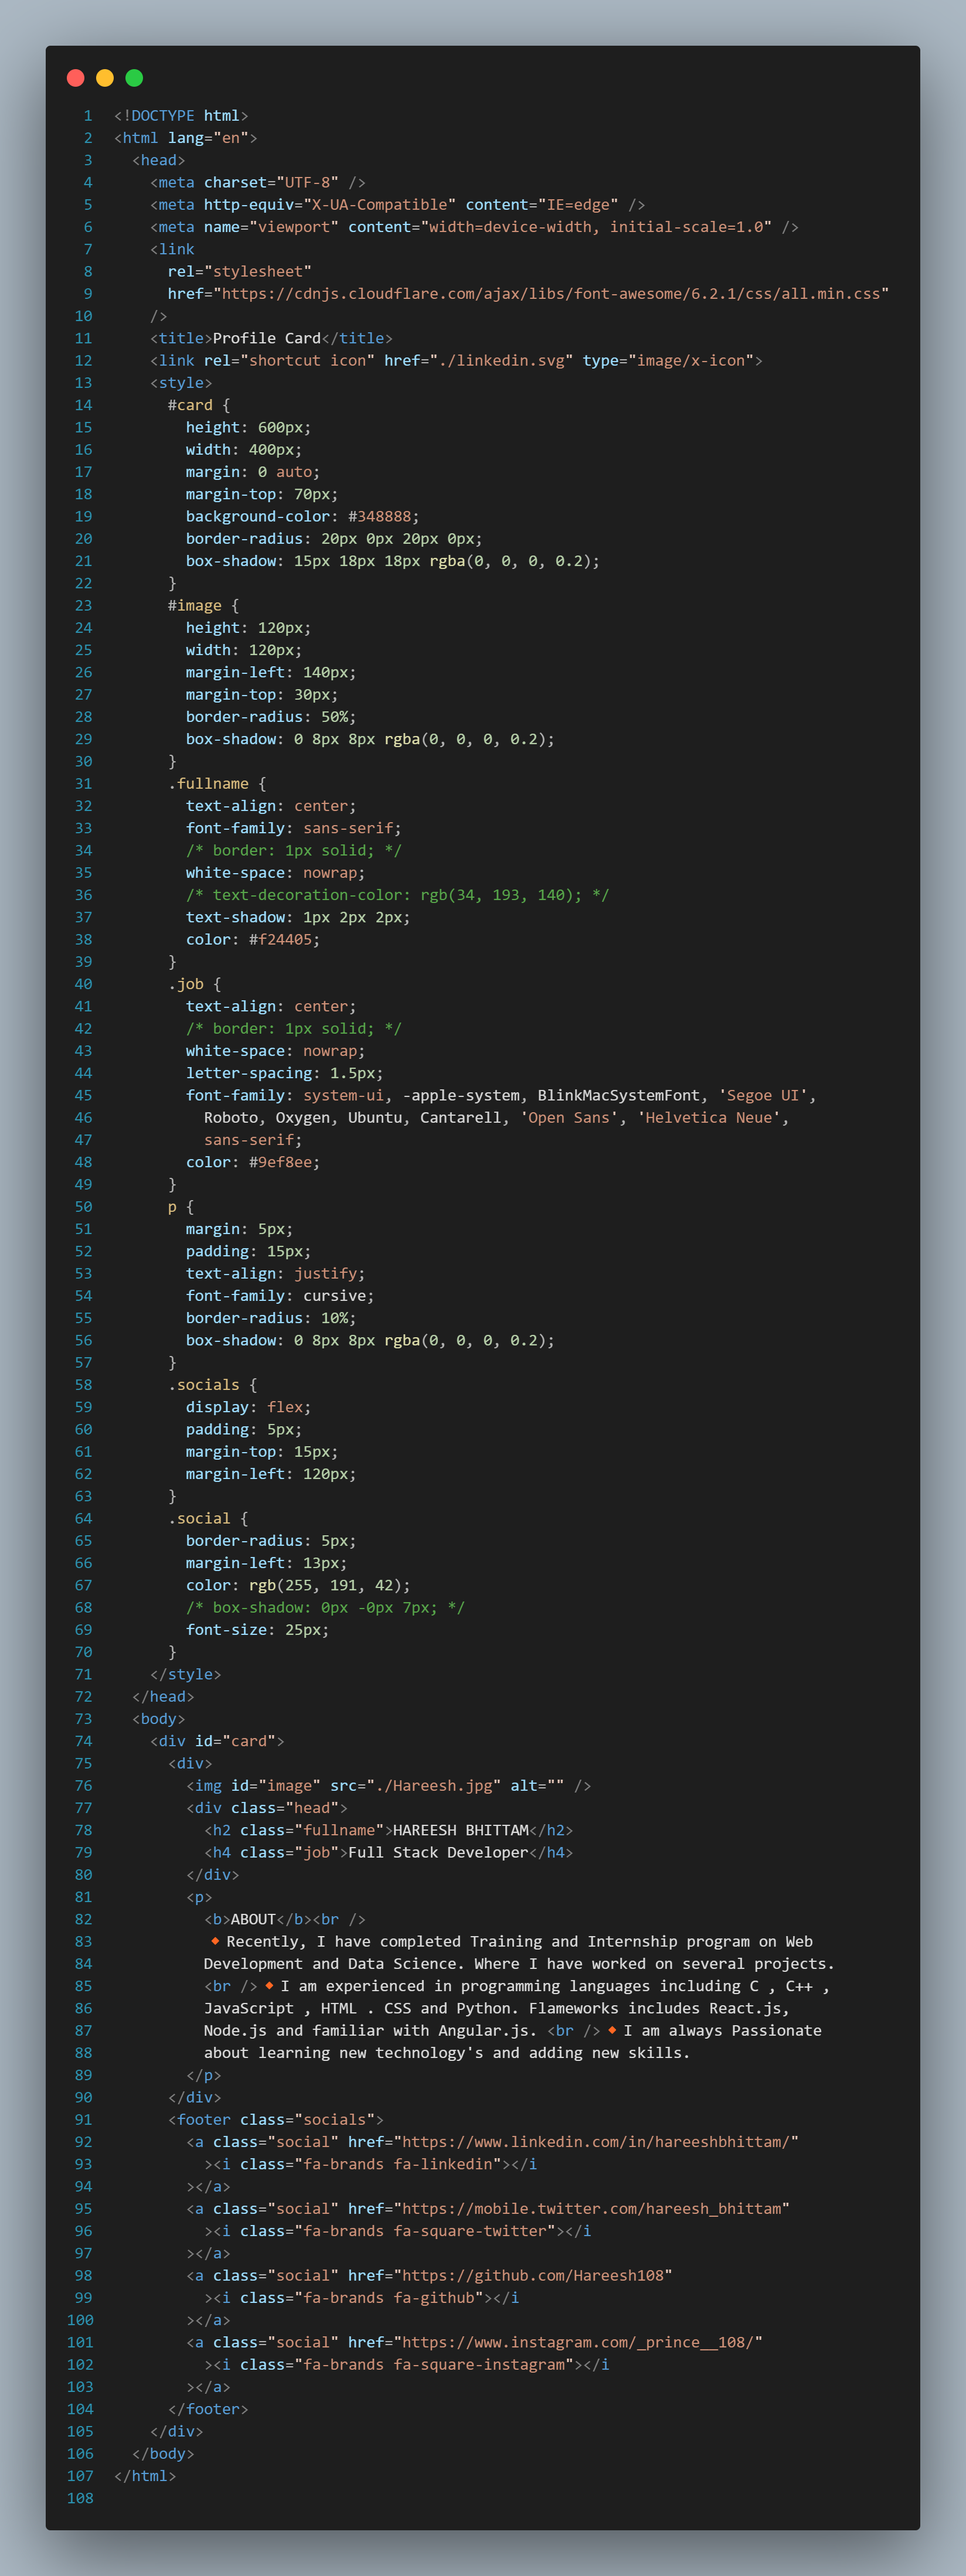 1 <!DOCTYPE html>
2 <html lang="en">
3   <head>
4     <meta charset="UTF-8" />
5     <meta http-equiv="X-UA-Compatible" content="IE=edge" />
6     <meta name="viewport" content="width=device-width, initial-scale=1.0" />
7     <link
8       rel="stylesheet"
9       href="https://cdnjs.cloudflare.com/ajax/libs/font-awesome/6.2.1/css/all.min.css"
10     />
11     <title>Profile Card</title>
12     <link rel="shortcut icon" href="./linkedin.svg" type="image/x-icon">
13     <style>
14       #card {
15         height: 600px;
16         width: 400px;
17         margin: 0 auto;
18         margin-top: 70px;
19         background-color: #348888;
20         border-radius: 20px 0px 20px 0px;
21         box-shadow: 15px 18px 18px rgba(0, 0, 0, 0.2);
22       }
23       #image {
24         height: 120px;
25         width: 120px;
26         margin-left: 140px;
27         margin-top: 30px;
28         border-radius: 50%;
29         box-shadow: 0 8px 8px rgba(0, 0, 0, 0.2);
30       }
31       .fullname {
32         text-align: center;
33         font-family: sans-serif;
34         /* border: 1px solid; */
35         white-space: nowrap;
36         /* text-decoration-color: rgb(34, 193, 140); */
37         text-shadow: 1px 2px 2px;
38         color: #f24405;
39       }
40       .job {
41         text-align: center;
42         /* border: 1px solid; */
43         white-space: nowrap;
44         letter-spacing: 1.5px;
45         font-family: system-ui, -apple-system, BlinkMacSystemFont, 'Segoe UI',
46           Roboto, Oxygen, Ubuntu, Cantarell, 'Open Sans', 'Helvetica Neue',
47           sans-serif;
48         color: #9ef8ee;
49       }
50       p {
51         margin: 5px;
52         padding: 15px;
53         text-align: justify;
54         font-family: cursive;
55         border-radius: 10%;
56         box-shadow: 0 8px 8px rgba(0, 0, 0, 0.2);
57       }
58       .socials {
59         display: flex;
60         padding: 5px;
61         margin-top: 15px;
62         margin-left: 120px;
63       }
64       .social {
65         border-radius: 5px;
66         margin-left: 13px;
67         color: rgb(255, 191, 42);
68         /* box-shadow: 0px -0px 7px; */
69         font-size: 25px;
70       }
71     </style>
72   </head>
73   <body>
74     <div id="card">
75       <div>
76         <img id="image" src="./Hareesh.jpg" alt="" />
77         <div class="head">
78           <h2 class="fullname">HAREESH BHITTAM</h2>
79           <h4 class="job">Full Stack Developer</h4>
80         </div>
81         <p>
82           <b>ABOUT</b><br />
83           🔸Recently, I have completed Training and Internship program on Web
84           Development and Data Science. Where I have worked on several projects.
85           <br />🔸I am experienced in programming languages including C , C++ ,
86           JavaScript , HTML . CSS and Python. Flameworks includes React.js,
87           Node.js and familiar with Angular.js. <br />🔸I am always Passionate
88           about learning new technology's and adding new skills.
89         </p>
90       </div>
91       <footer class="socials">
92         <a class="social" href="https://www.linkedin.com/in/hareeshbhittam/"
93           ><i class="fa-brands fa-linkedin"></i
94         ></a>
95         <a class="social" href="https://mobile.twitter.com/hareesh_bhittam"
96           ><i class="fa-brands fa-square-twitter"></i
97         ></a>
98         <a class="social" href="https://github.com/Hareesh108"
99           ><i class="fa-brands fa-github"></i
100         ></a>
101         <a class="social" href="https://www.instagram.com/_prince__108/"
102           ><i class="fa-brands fa-square-instagram"></i
103         ></a>
104       </footer>
105     </div>
106   </body>
107 </html>
108